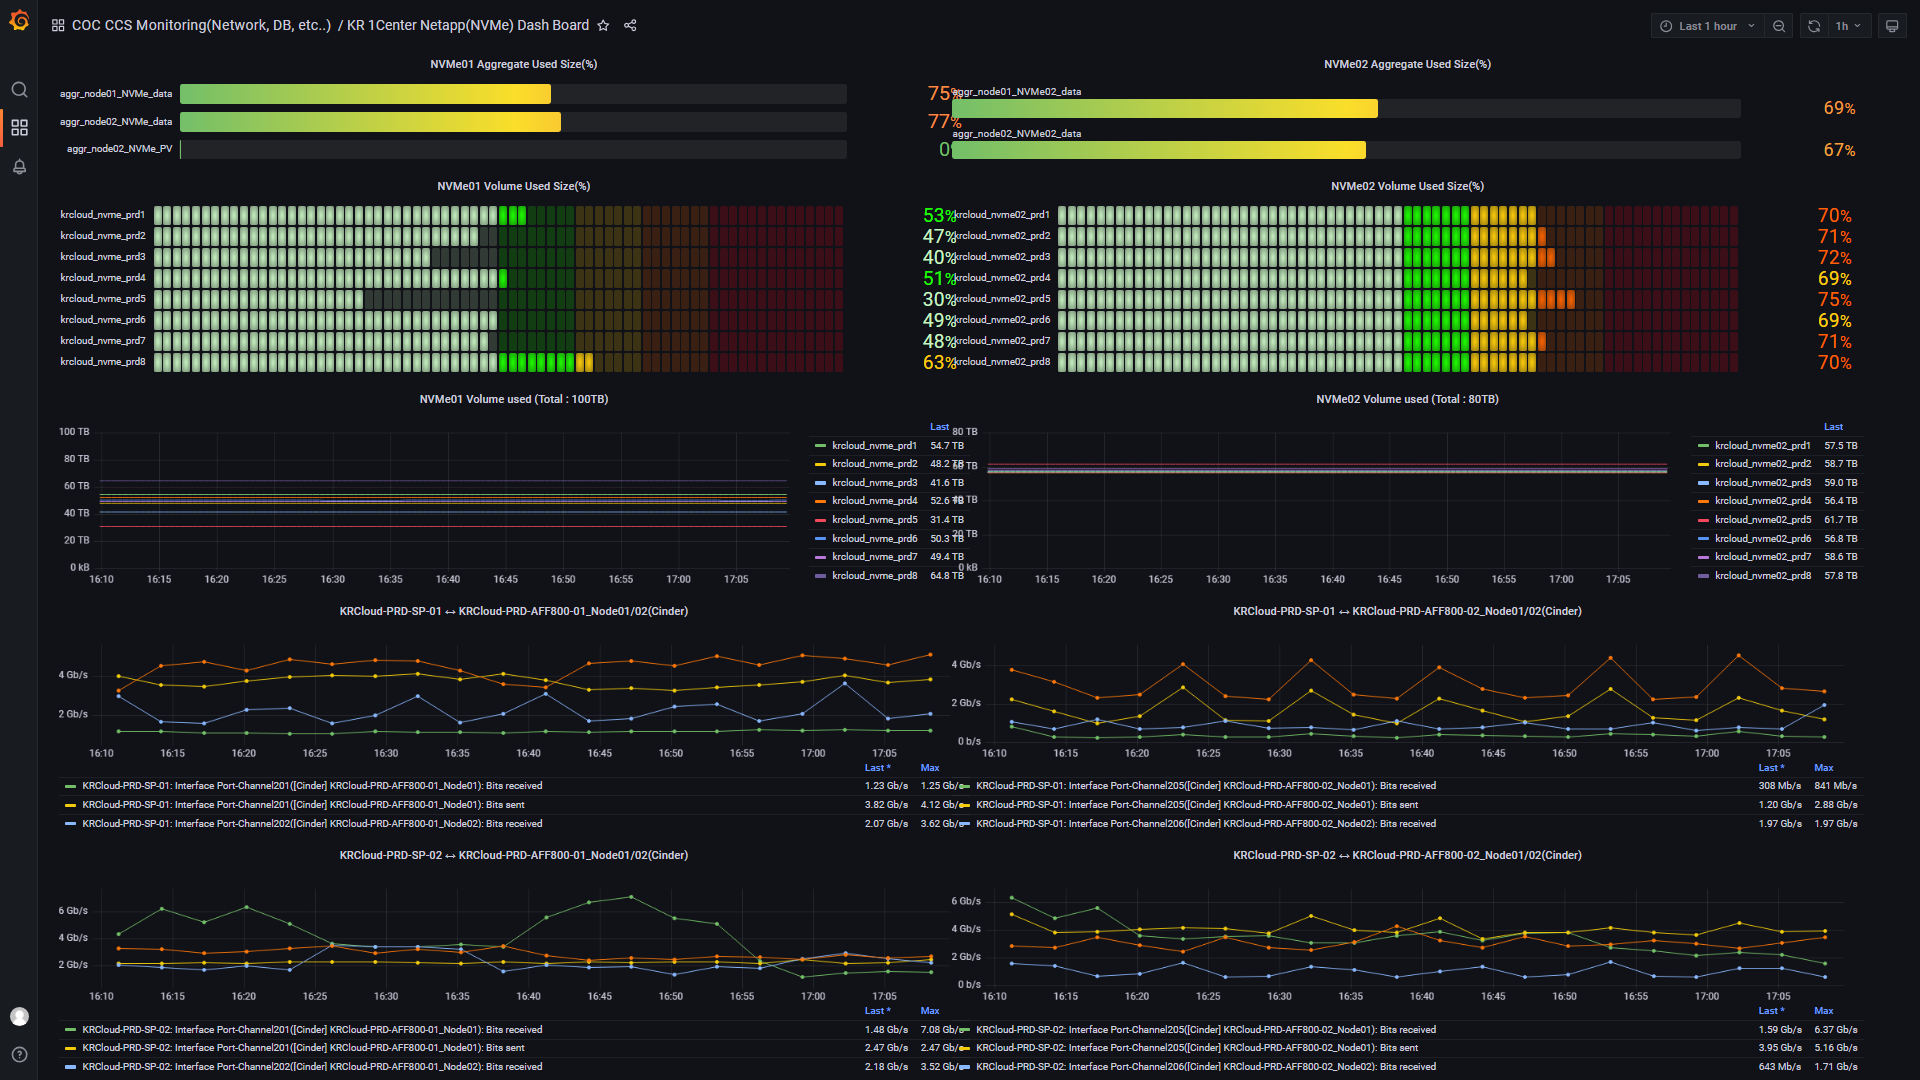 COC CCS Monitoring(Network, DB, etc..) / KR 1Center Netapp(NVMe) Dash Board
Last 1 hour
1h
NVMe01 Aggregate Used Size(%)
aggr_node01_NVMe_data
75%
aggr_node02_NVMe_data
77%
aggr_node02_NVMe_PV
0%
NVMe02 Aggregate Used Size(%)
aggr_node01_NVMe02_data
69%
aggr_node02_NVMe02_data
67%
NVMe01 Volume Used Size(%)
krcloud_nvme_prd1
53%
krcloud_nvme_prd2
47%
krcloud_nvme_prd3
40%
krcloud_nvme_prd4
51%
krcloud_nvme_prd5
30%
krcloud_nvme_prd6
49%
krcloud_nvme_prd7
48%
krcloud_nvme_prd8
63%
NVMe02 Volume Used Size(%)
krcloud_nvme02_prd1
70%
krcloud_nvme02_prd2
71%
krcloud_nvme02_prd3
72%
krcloud_nvme02_prd4
69%
krcloud_nvme02_prd5
75%
krcloud_nvme02_prd6
69%
krcloud_nvme02_prd7
71%
krcloud_nvme02_prd8
70%
NVMe01 Volume used (Total : 100TB)
100 TB
80 TB
60 TB
40 TB
20 TB
0 kB
16:10 16:15 16:20 16:25 16:30 16:35 16:40 16:45 16:50 16:55 17:00 17:05
Last
krcloud_nvme_prd1 54.7 TB
krcloud_nvme_prd2 48.2 TB
krcloud_nvme_prd3 41.6 TB
krcloud_nvme_prd4 52.6 TB
krcloud_nvme_prd5 31.4 TB
krcloud_nvme_prd6 50.3 TB
krcloud_nvme_prd7 49.4 TB
krcloud_nvme_prd8 64.8 TB
NVMe02 Volume used (Total : 80TB)
80 TB
60 TB
40 TB
20 TB
0 kB
16:10 16:15 16:20 16:25 16:30 16:35 16:40 16:45 16:50 16:55 17:00 17:05
Last
krcloud_nvme02_prd1 57.5 TB
krcloud_nvme02_prd2 58.7 TB
krcloud_nvme02_prd3 59.0 TB
krcloud_nvme02_prd4 56.4 TB
krcloud_nvme02_prd5 61.7 TB
krcloud_nvme02_prd6 56.8 TB
krcloud_nvme02_prd7 58.6 TB
krcloud_nvme02_prd8 57.8 TB
KRCloud-PRD-SP-01 ↔ KRCloud-PRD-AFF800-01_Node01/02(Cinder)
4 Gb/s
2 Gb/s
16:10 16:15 16:20 16:25 16:30 16:35 16:40 16:45 16:50 16:55 17:00 17:05
Last * Max
KRCloud-PRD-SP-01: Interface Port-Channel201([Cinder] KRCloud-PRD-AFF800-01_Node01): Bits received 1.23 Gb/s 1.25 Gb/s
KRCloud-PRD-SP-01: Interface Port-Channel201([Cinder] KRCloud-PRD-AFF800-01_Node01): Bits sent 3.82 Gb/s 4.12 Gb/s
KRCloud-PRD-SP-01: Interface Port-Channel202([Cinder] KRCloud-PRD-AFF800-01_Node02): Bits received 2.07 Gb/s 3.62 Gb/s
KRCloud-PRD-SP-01 ↔ KRCloud-PRD-AFF800-02_Node01/02(Cinder)
4 Gb/s
2 Gb/s
0 b/s
16:10 16:15 16:20 16:25 16:30 16:35 16:40 16:45 16:50 16:55 17:00 17:05
Last * Max
KRCloud-PRD-SP-01: Interface Port-Channel205([Cinder] KRCloud-PRD-AFF800-02_Node01): Bits received 308 Mb/s 841 Mb/s
KRCloud-PRD-SP-01: Interface Port-Channel205([Cinder] KRCloud-PRD-AFF800-02_Node01): Bits sent 1.20 Gb/s 2.88 Gb/s
KRCloud-PRD-SP-01: Interface Port-Channel206([Cinder] KRCloud-PRD-AFF800-02_Node02): Bits received 1.97 Gb/s 1.97 Gb/s
KRCloud-PRD-SP-02 ↔ KRCloud-PRD-AFF800-01_Node01/02(Cinder)
6 Gb/s
4 Gb/s
2 Gb/s
16:10 16:15 16:20 16:25 16:30 16:35 16:40 16:45 16:50 16:55 17:00 17:05
Last * Max
KRCloud-PRD-SP-02: Interface Port-Channel201([Cinder] KRCloud-PRD-AFF800-01_Node01): Bits received 1.48 Gb/s 7.08 Gb/s
KRCloud-PRD-SP-02: Interface Port-Channel201([Cinder] KRCloud-PRD-AFF800-01_Node01): Bits sent 2.47 Gb/s 2.47 Gb/s
KRCloud-PRD-SP-02: Interface Port-Channel202([Cinder] KRCloud-PRD-AFF800-01_Node02): Bits received 2.18 Gb/s 3.52 Gb/s
KRCloud-PRD-SP-02 ↔ KRCloud-PRD-AFF800-02_Node01/02(Cinder)
6 Gb/s
4 Gb/s
2 Gb/s
0 b/s
16:10 16:15 16:20 16:25 16:30 16:35 16:40 16:45 16:50 16:55 17:00 17:05
Last * Max
KRCloud-PRD-SP-02: Interface Port-Channel205([Cinder] KRCloud-PRD-AFF800-02_Node01): Bits received 1.59 Gb/s 6.37 Gb/s
KRCloud-PRD-SP-02: Interface Port-Channel205([Cinder] KRCloud-PRD-AFF800-02_Node01): Bits sent 3.95 Gb/s 5.16 Gb/s
KRCloud-PRD-SP-02: Interface Port-Channel206([Cinder] KRCloud-PRD-AFF800-02_Node02): Bits received 643 Mb/s 1.71 Gb/s